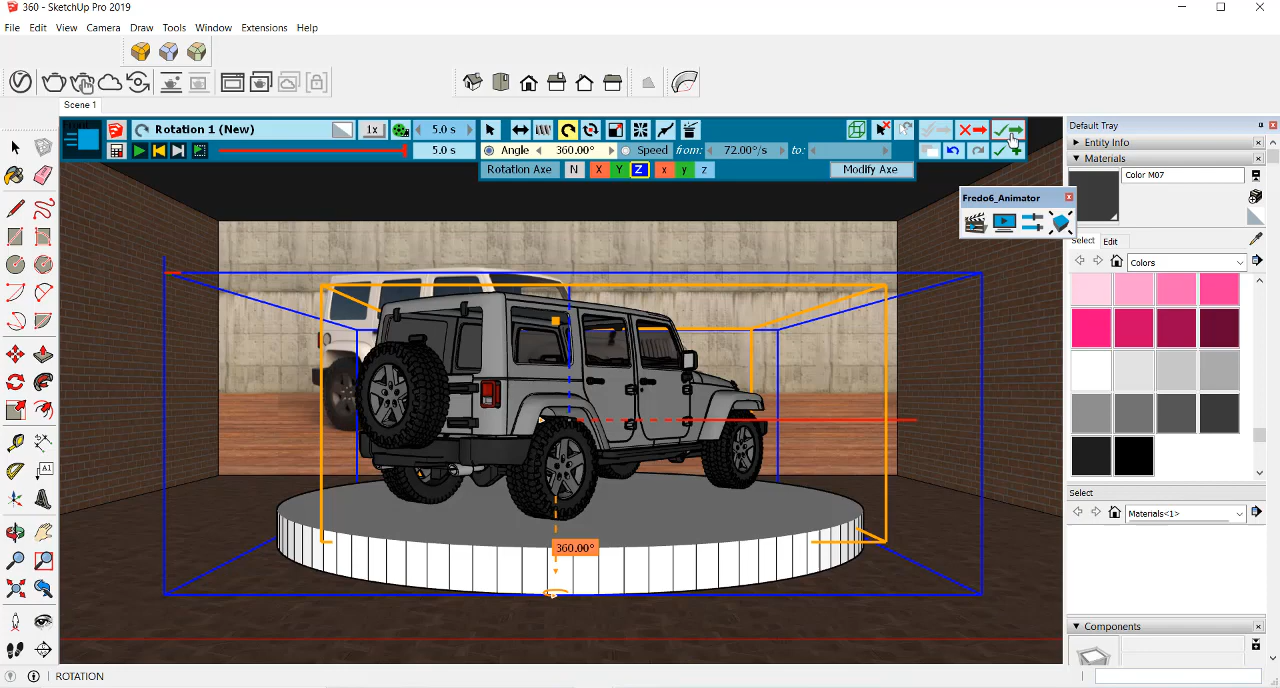 360 - SketchUp Pro 2019
File Edit View Camera Draw Tools Window Extensions Help
Scene 1
Rotation 1 (New) 1x 5.0 s
5.0 s Angle 360.00° Speed from: 72.00°/s to:
Rotation Axe N X Y Z x y z Modify Axe
Default Tray
Entity Info
Materials
Color M07
Fredo6_Animator
Select Edit
Colors
A1
360.00°
Select
Materials<1>
Components
ROTATION